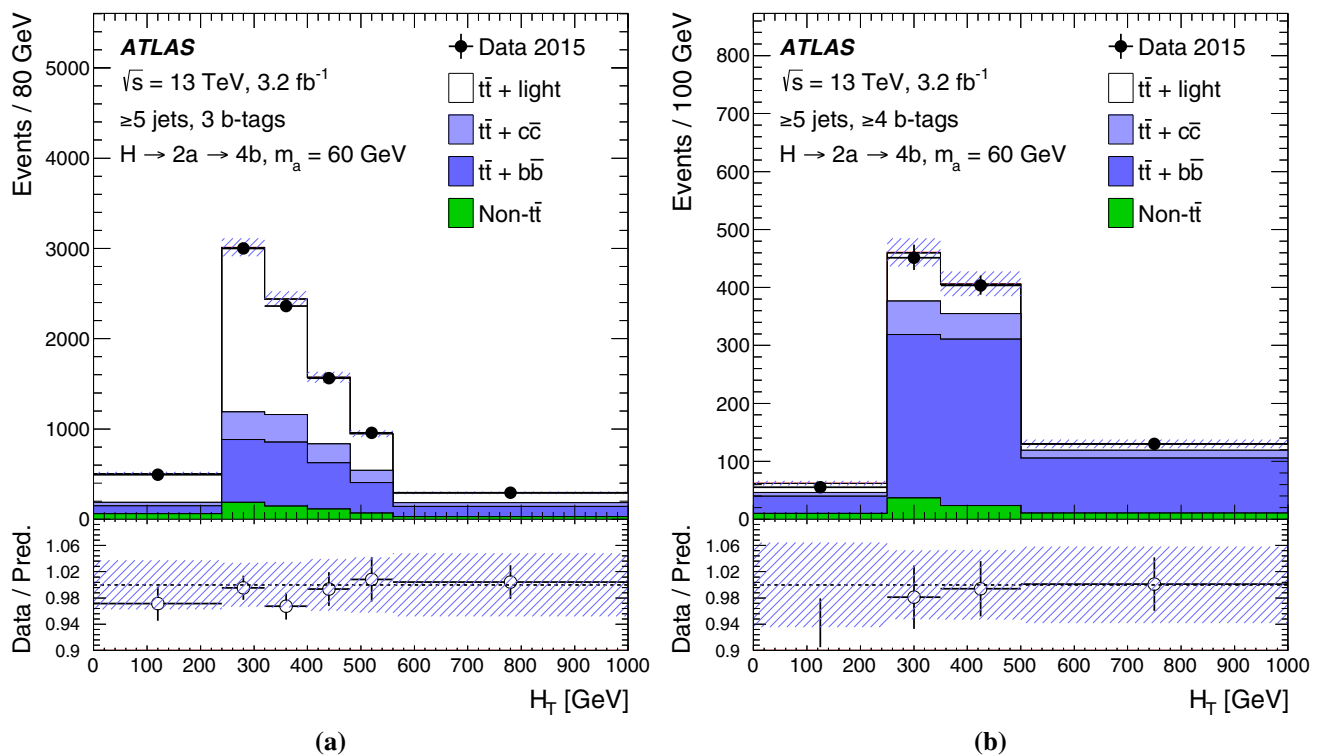 Events / 80 GeV
5000
4000
3000
2000
1000
0
ATLAS
√s = 13 TeV, 3.2 fb⁻¹
≥5 jets, 3 b-tags
H → 2a → 4b, mₐ = 60 GeV
Data 2015
tt̄ + light
tt̄ + cc̄
tt̄ + bb̄
Non-tt̄
Data / Pred.
1.06
1.02
0.98
0.94
0.9
0 100 200 300 400 500 600 700 800 900 1000
H_T [GeV]
(a)
Events / 100 GeV
800
700
600
500
400
300
200
100
0
ATLAS
√s = 13 TeV, 3.2 fb⁻¹
≥5 jets, ≥4 b-tags
H → 2a → 4b, mₐ = 60 GeV
Data 2015
tt̄ + light
tt̄ + cc̄
tt̄ + bb̄
Non-tt̄
Data / Pred.
1.06
1.02
0.98
0.94
0.9
0 100 200 300 400 500 600 700 800 900 1000
H_T [GeV]
(b)